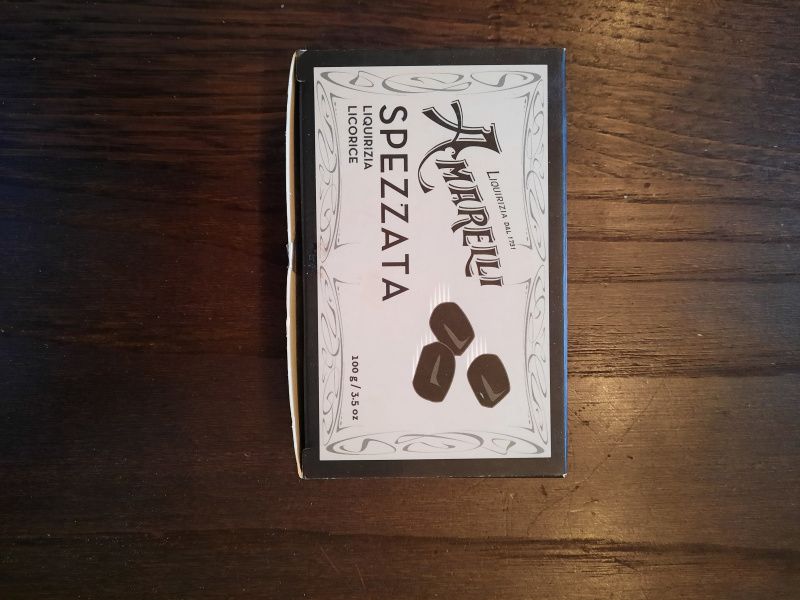 AMARELLI
LIQUIRIZIA DAL 1731
SPEZZATA
LIQUIRIZIA
LICORICE
100 g / 3.5 oz